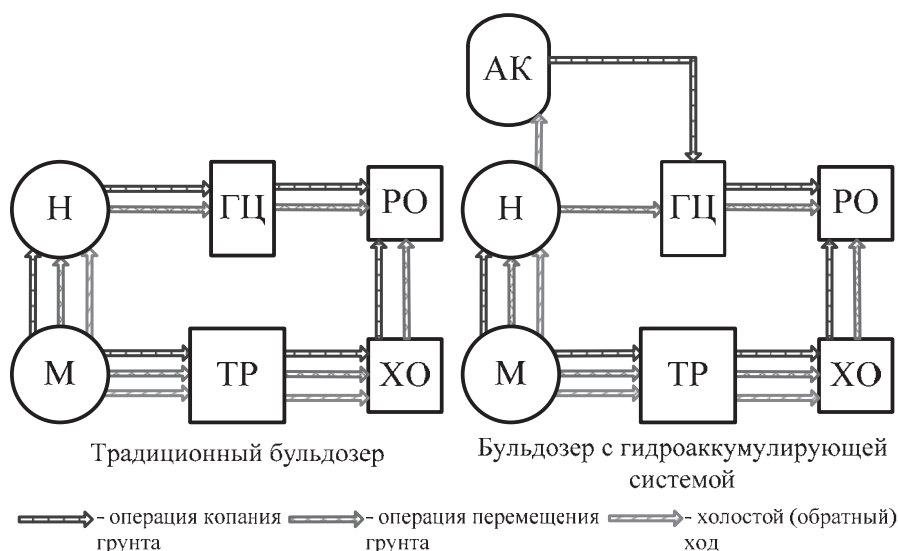 АК
Н
ГЦ
РО
Н
ГЦ
РО
М
ТР
ХО
М
ТР
ХО
Традиционный бульдозер
Бульдозер с гидроаккумулирующей
системой
- операция копания
грунта
- операция перемещения
грунта
- холостой (обратный)
ход